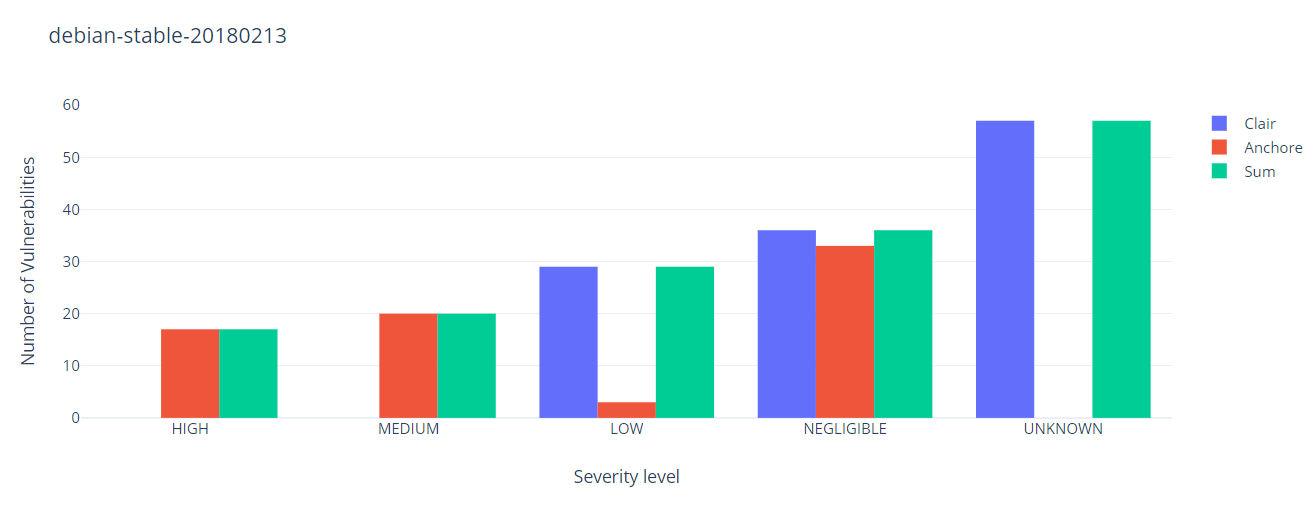 debian-stable-20180213
Number of Vulnerabilities
60
50
40
30
20
10
0
HIGH
MEDIUM
LOW
NEGLIGIBLE
UNKNOWN
Severity level
Clair
Anchore
Sum